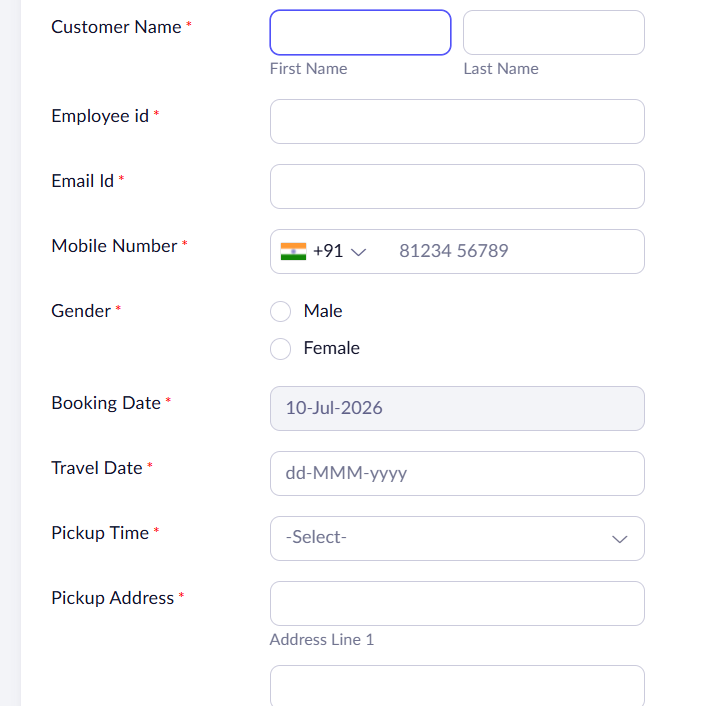 Customer Name *
First Name Last Name
Employee id *
Email Id *
Mobile Number * +91 81234 56789
Gender * Male
Female
Booking Date * 10-Jul-2026
Travel Date * dd-MMM-yyyy
Pickup Time * -Select-
Pickup Address *
Address Line 1